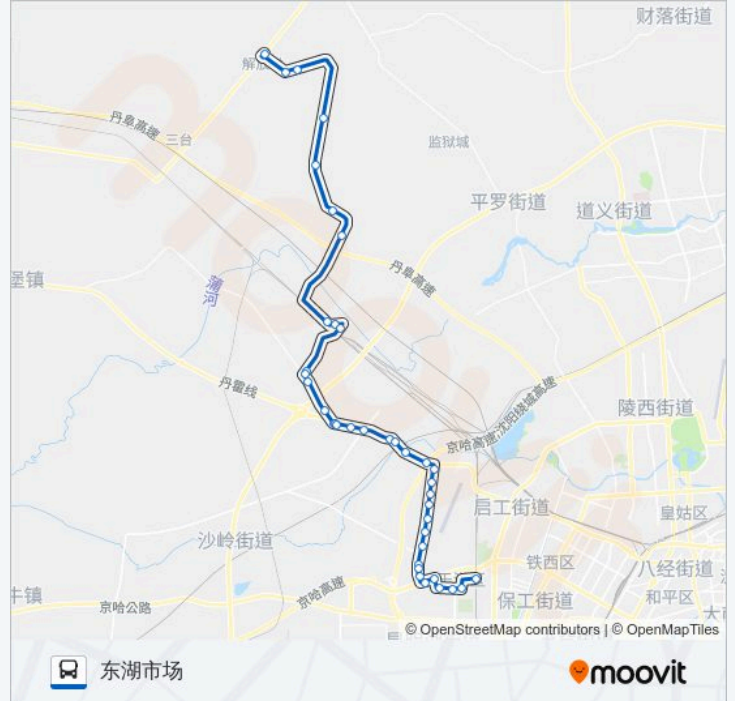 财落街道
丹阜高速
三台
监狱城
平罗街道
道义街道
堡镇
蒲河
丹阜高速
丹霍线
京哈高速;沈阳绕城高速
陵西街道
启工街道
皇姑区
沙岭街道
铁西区
八经街道
牛镇
京哈公路
京哈高速
保工街道
和平区
© OpenStreetMap contributors | © OpenMapTiles
东湖市场
moovit